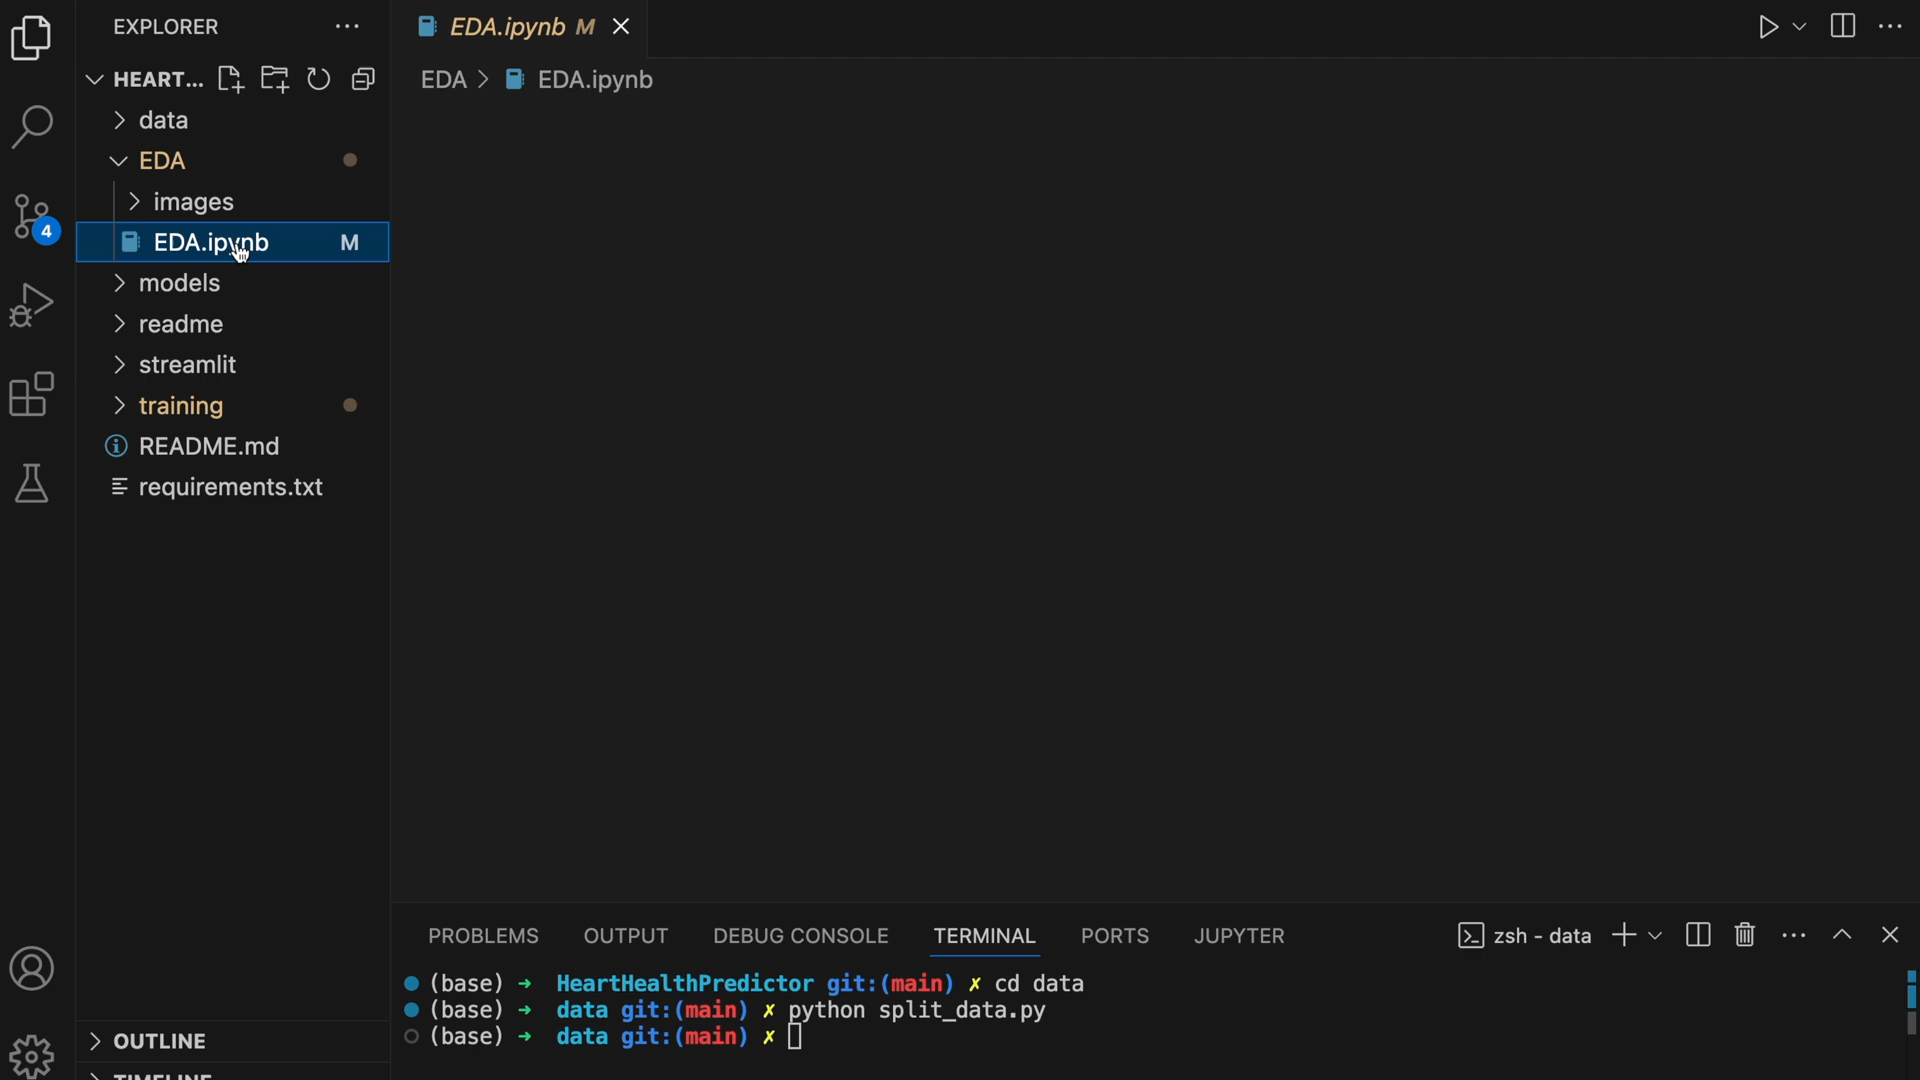 EXPLORER
HEART...
data
EDA
images
EDA.ipynb M
models
readme
streamlit
training
README.md
requirements.txt
OUTLINE
TIMELINE
4
EDA.ipynb M
EDA > EDA.ipynb
PROBLEMS OUTPUT DEBUG CONSOLE TERMINAL PORTS JUPYTER
zsh - data
(base) ➜ HeartHealthPredictor git:(main) ✗ cd data
(base) ➜ data git:(main) ✗ python split_data.py
(base) ➜ data git:(main) ✗